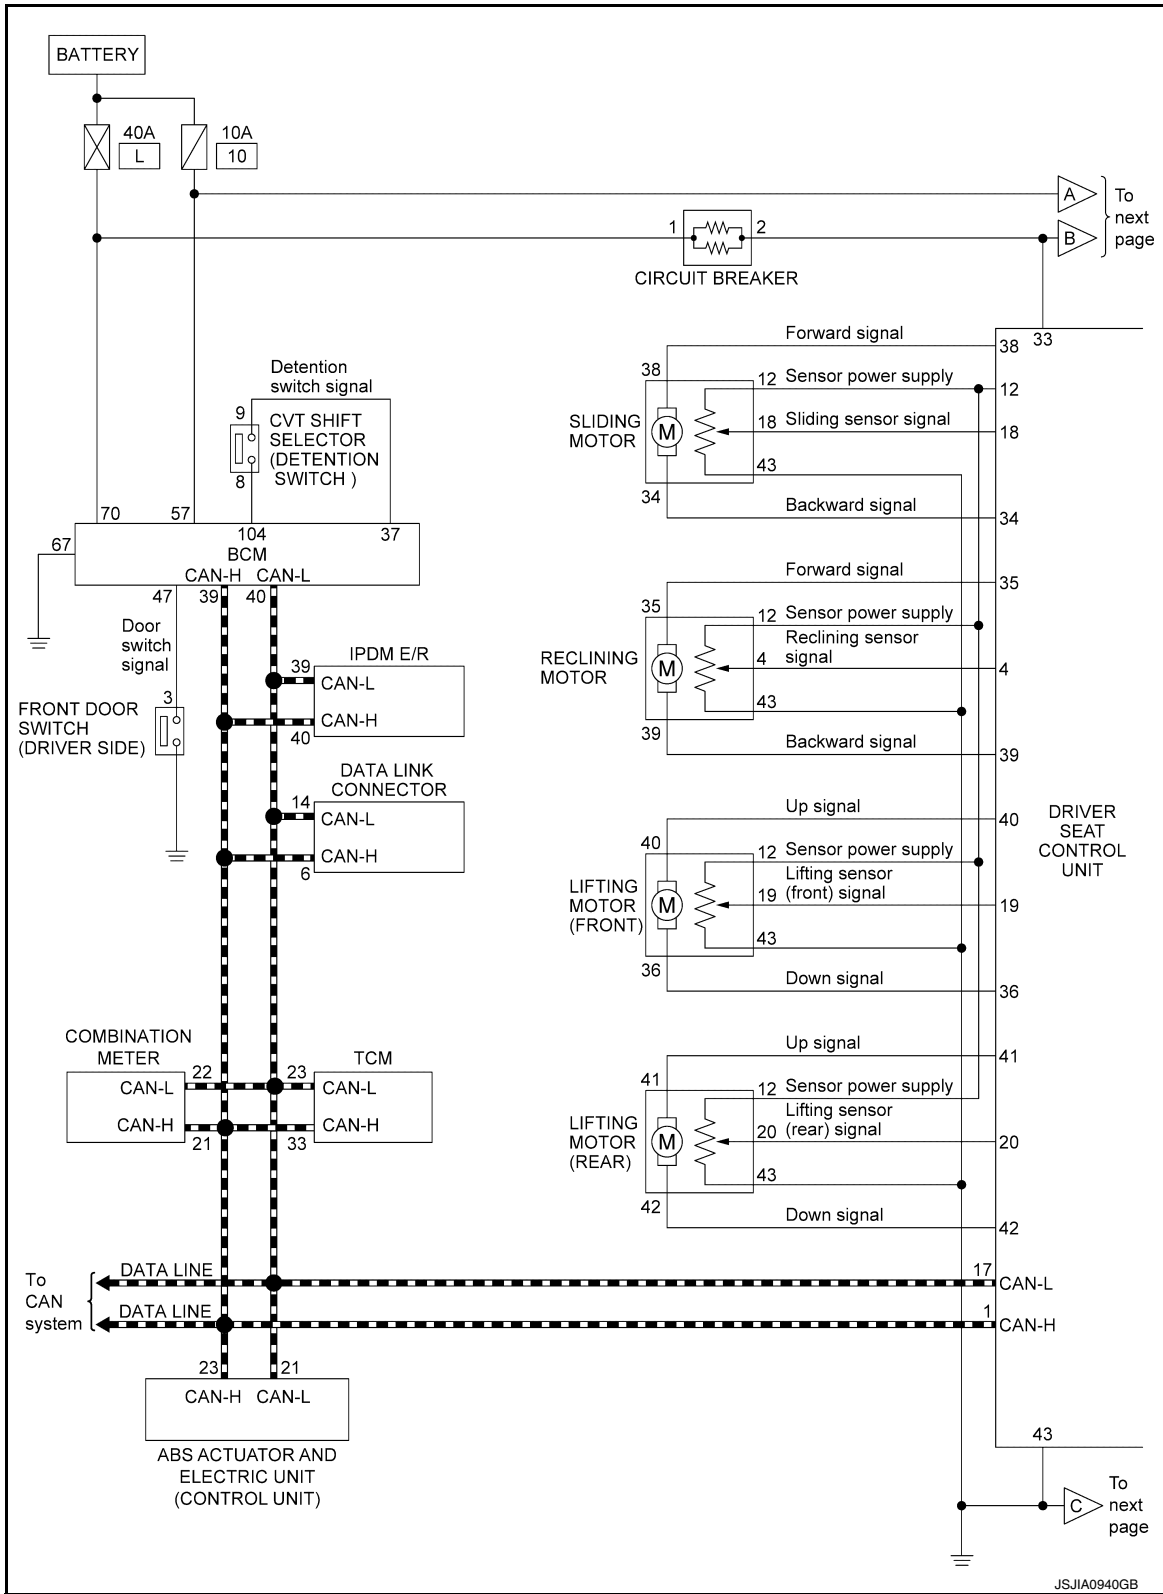 BATTERY
40A
L
10A
10
A
To
next
page
1
2
B
CIRCUIT BREAKER
33
Forward signal
38
38
12
Sensor power supply
12
SLIDING
MOTOR
M
18
Sliding sensor signal
18
43
34
Backward signal
34
Detention
switch signal
9
CVT SHIFT
SELECTOR
(DETENTION
SWITCH )
8
70
57
104
37
67
BCM
CAN-H
CAN-L
47
39
40
Door
switch
signal
3
FRONT DOOR
SWITCH
(DRIVER SIDE)
IPDM E/R
39
CAN-L
CAN-H
40
DATA LINK
CONNECTOR
14
CAN-L
CAN-H
6
Forward signal
35
35
12
Sensor power supply
RECLINING
MOTOR
M
4
Reclining sensor
signal
4
43
39
Backward signal
39
Up signal
40
40
12
Sensor power supply
LIFTING
MOTOR
(FRONT)
M
19
Lifting sensor
(front) signal
19
43
36
Down signal
36
DRIVER
SEAT
CONTROL
UNIT
COMBINATION
METER
TCM
22
23
CAN-L
CAN-L
CAN-H
CAN-H
21
33
Up signal
41
41
12
Sensor power supply
LIFTING
MOTOR
(REAR)
M
20
Lifting sensor
(rear) signal
20
43
42
Down signal
42
To
CAN
system
DATA LINE
17
CAN-L
DATA LINE
1
CAN-H
23
21
CAN-H
CAN-L
ABS ACTUATOR AND
ELECTRIC UNIT
(CONTROL UNIT)
43
C
To
next
page
JSJIA0940GB